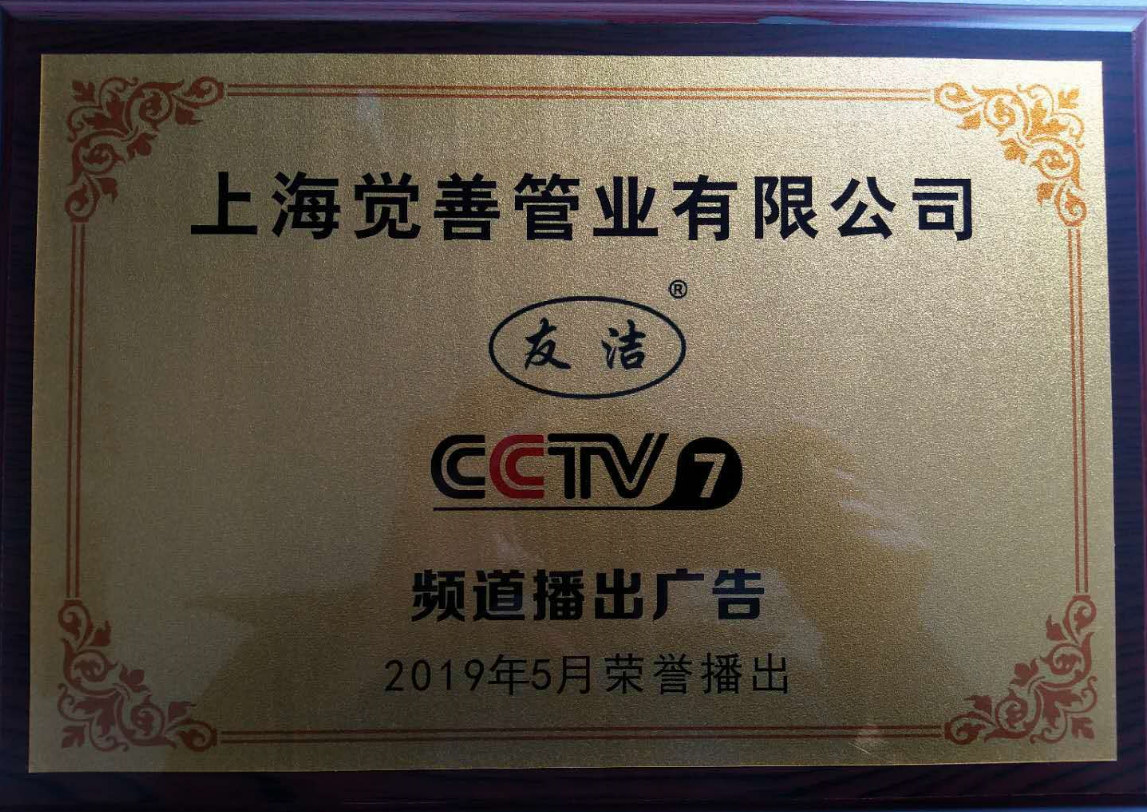 上海觉善管业有限公司
®
友洁
CCTV 7
频道播出广告
2019年5月荣誉播出